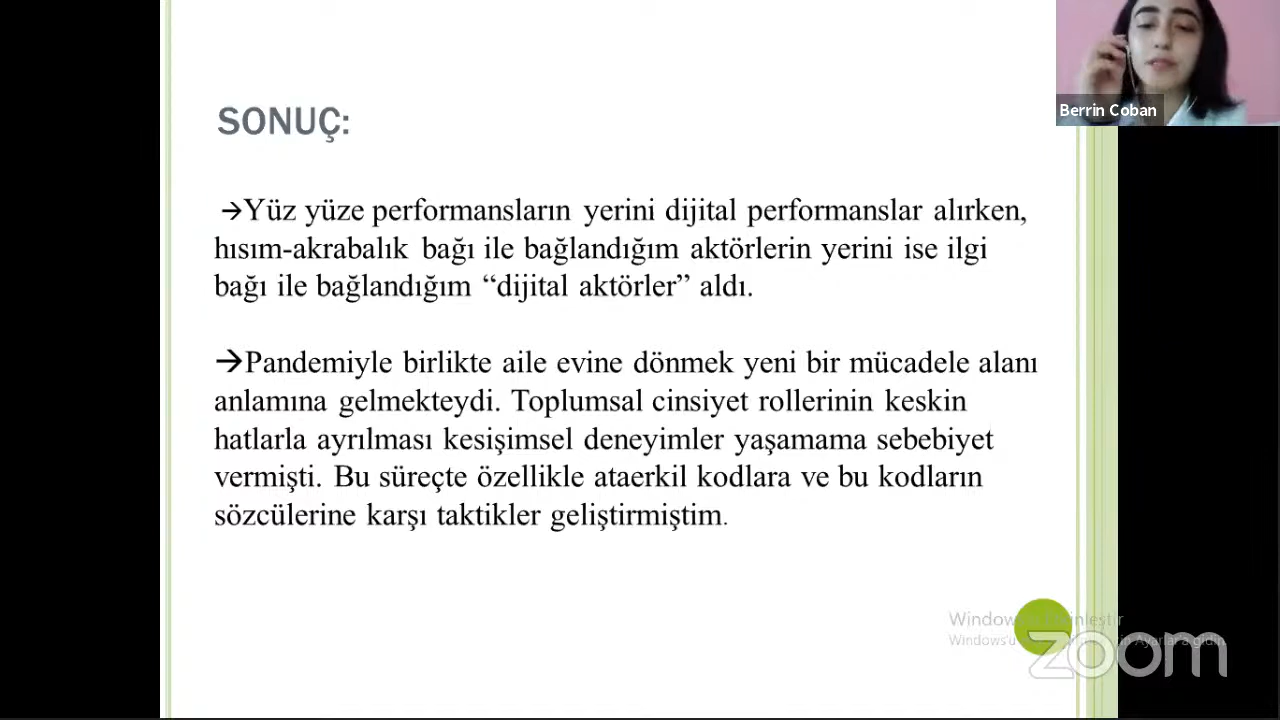 Berrin Coban
SONUÇ:
→Yüz yüze performansların yerini dijital performanslar alırken,
hısım-akrabalık bağı ile bağlandığım aktörlerin yerini ise ilgi
bağı ile bağlandığım “dijital aktörler” aldı.
→Pandemiyle birlikte aile evine dönmek yeni bir mücadele alanı
anlamına gelmekteydi. Toplumsal cinsiyet rollerinin keskin
hatlarla ayrılması kesişimsel deneyimler yaşamama sebebiyet
vermişti. Bu süreçte özellikle ataerkil kodlara ve bu kodların
sözcülerine karşı taktikler geliştirmiştim.
zoom